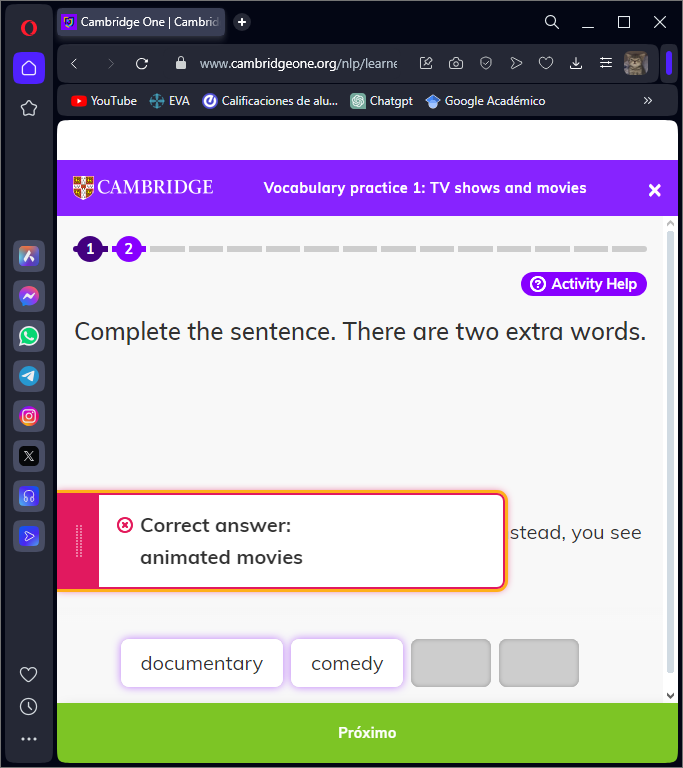 Cambridge One | Cambrid
www.cambridgeone.org/nlp/learne
YouTube
EVA
Calificaciones de alu...
Chatgpt
Google Académico
CAMBRIDGE
Vocabulary practice 1: TV shows and movies
1
2
Activity Help
Complete the sentence. There are two extra words.
Correct answer:
animated movies
stead, you see
documentary
comedy
Próximo